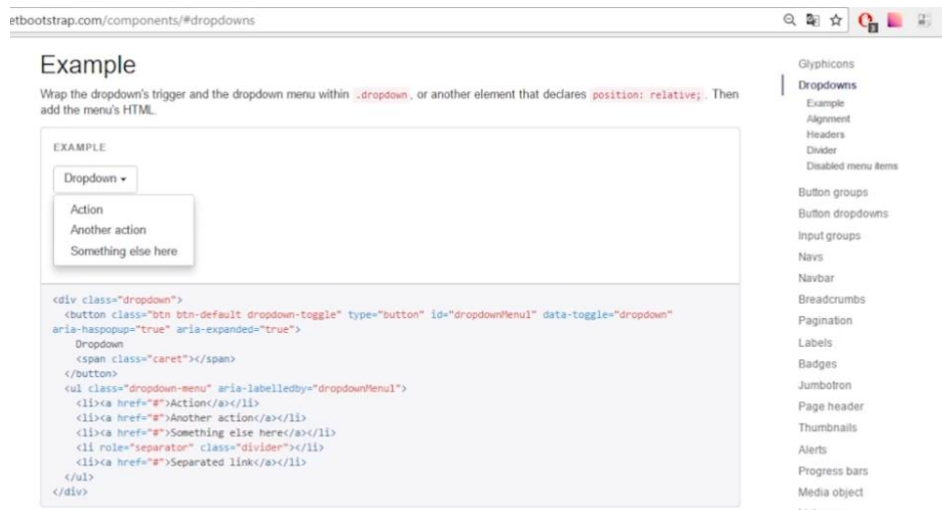 etbootstrap.com/components/#dropdowns
3
Example
Wrap the dropdown's trigger and the dropdown menu within .dropdown, or another element that declares position: relative;. Then
add the menu's HTML.
EXAMPLE
Dropdown
Action
Another action
Something else here
<div class="dropdown">
  <button class="btn btn-default dropdown-toggle" type="button" id="dropdownMenu1" data-toggle="dropdown"
aria-haspopup="true" aria-expanded="true">
    Dropdown
    <span class="caret"></span>
  </button>
  <ul class="dropdown-menu" aria-labelledby="dropdownMenu1">
    <li><a href="#">Action</a></li>
    <li><a href="#">Another action</a></li>
    <li><a href="#">Something else here</a></li>
    <li role="separator" class="divider"></li>
    <li><a href="#">Separated link</a></li>
  </ul>
</div>
Glyphicons
Dropdowns
Example
Alignment
Headers
Divider
Disabled menu items
Button groups
Button dropdowns
Input groups
Navs
Navbar
Breadcrumbs
Pagination
Labels
Badges
Jumbotron
Page header
Thumbnails
Alerts
Progress bars
Media object